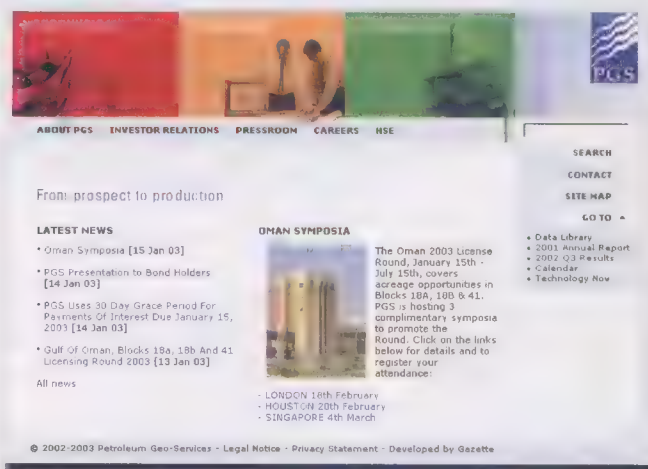 PGS
ABOUT PGS INVESTOR RELATIONS PRESSROOM CAREERS HSE
SEARCH
CONTACT
SITE MAP
GO TO
• Data Library
• 2001 Annual Report
• 2002 Q3 Results
• Calendar
• Technology Now
From prospect to production
LATEST NEWS
• Oman Symposia [15 Jan 03]
• PGS Presentation to Bond Holders
[14 Jan 03]
• PGS Uses 30 Day Grace Period For
Payments Of Interest Due January 15,
2003 [14 Jan 03]
• Gulf Of Oman, Blocks 18a, 18b And 41
Licensing Round 2003 [13 Jan 03]
All news
OMAN SYMPOSIA
The Oman 2003 License
Round, January 15th -
July 15th, covers
acreage opportunities in
Blocks 18A, 18B & 41.
PGS is hosting 3
complimentary symposia
to promote the
Round. Click on the links
below for details and to
register your
attendance:
- LONDON 18th February
- HOUSTON 20th February
- SINGAPORE 4th March
© 2002-2003 Petroleum Geo-Services - Legal Notice - Privacy Statement - Developed by Gazette